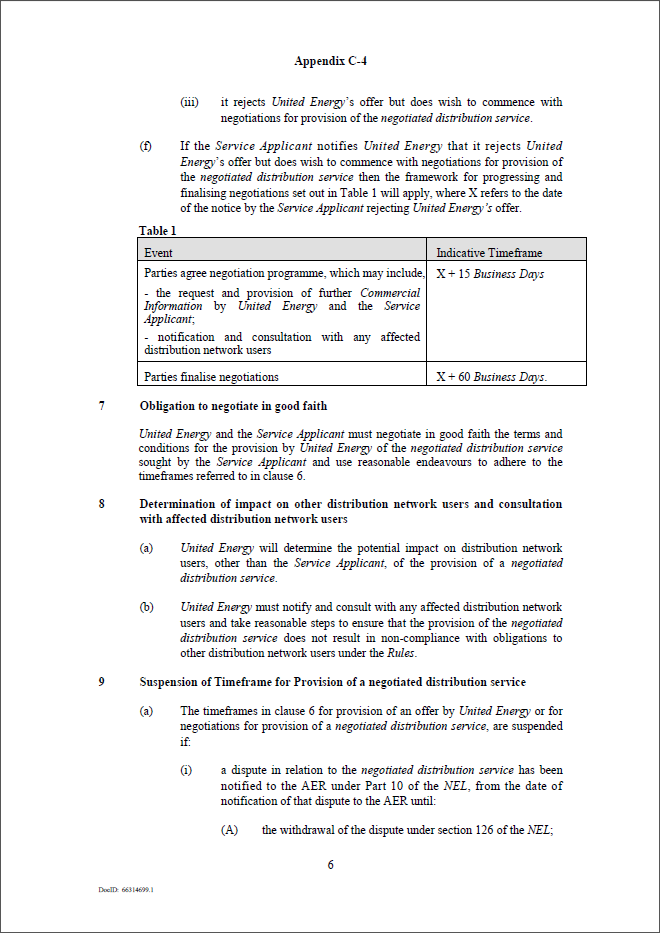 Appendix C-4
(iii) it rejects United Energy's offer but does wish to commence with
negotiations for provision of the negotiated distribution service.
(f) If the Service Applicant notifies United Energy that it rejects United
Energy's offer but does wish to commence with negotiations for provision of
the negotiated distribution service then the framework for progressing and
finalising negotiations set out in Table 1 will apply, where X refers to the date
of the notice by the Service Applicant rejecting United Energy's offer.
Table 1
Event Indicative Timeframe
Parties agree negotiation programme, which may include, X + 15 Business Days
- the request and provision of further Commercial
Information by United Energy and the Service
Applicant;
- notification and consultation with any affected
distribution network users
Parties finalise negotiations X + 60 Business Days.
7 Obligation to negotiate in good faith
United Energy and the Service Applicant must negotiate in good faith the terms and
conditions for the provision by United Energy of the negotiated distribution service
sought by the Service Applicant and use reasonable endeavours to adhere to the
timeframes referred to in clause 6.
8 Determination of impact on other distribution network users and consultation
with affected distribution network users
(a) United Energy will determine the potential impact on distribution network
users, other than the Service Applicant, of the provision of a negotiated
distribution service.
(b) United Energy must notify and consult with any affected distribution network
users and take reasonable steps to ensure that the provision of the negotiated
distribution service does not result in non-compliance with obligations to
other distribution network users under the Rules.
9 Suspension of Timeframe for Provision of a negotiated distribution service
(a) The timeframes in clause 6 for provision of an offer by United Energy or for
negotiations for provision of a negotiated distribution service, are suspended
if:
(i) a dispute in relation to the negotiated distribution service has been
notified to the AER under Part 10 of the NEL, from the date of
notification of that dispute to the AER until:
(A) the withdrawal of the dispute under section 126 of the NEL;
6
DocID: 66314699.1